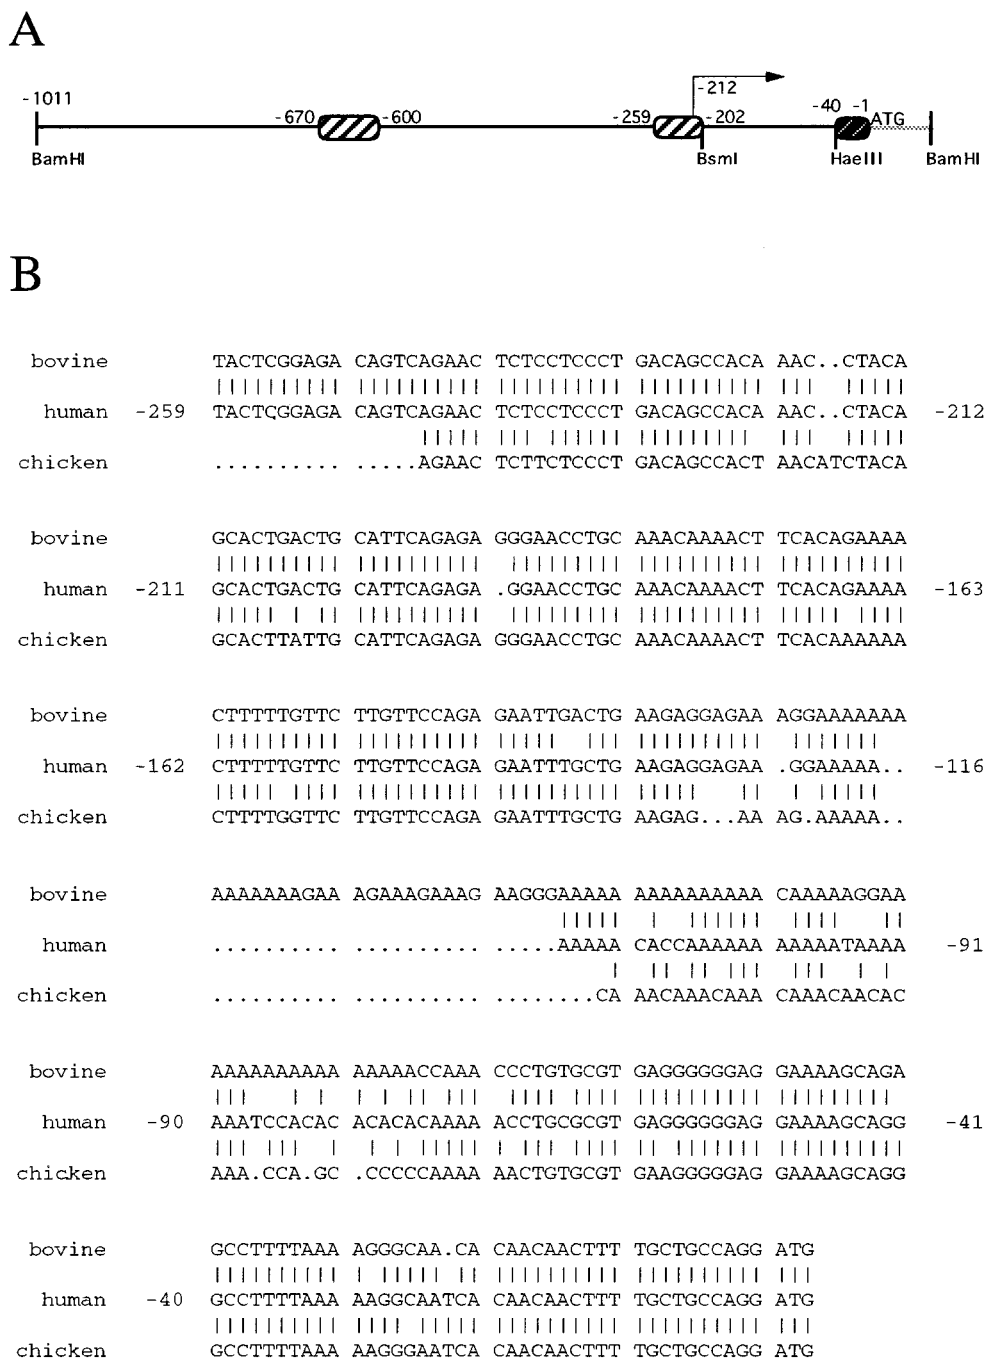 A
-1011
-670
-600
-259
-212
-202
-40
-1
ATG
BamHI
BsmI
HaeIII
BamHI
B
bovine TACTCGGAGA CAGTCAGAAC TCTCCTCCCT GACAGCCACA AAC..CTACA
human -259 TACTCGGAGA CAGTCAGAAC TCTCCTCCCT GACAGCCACA AAC..CTACA -212
chicken .......... .....AGAAC TCTTCTCCCT GACAGCCACT AACATCTACA
bovine GCACTGACTG CATTCAGAGA GGGAACCTGC AAACAAAACT TCACAGAAAA
human -211 GCACTGACTG CATTCAGAGA .GGAACCTGC AAACAAAACT TCACAGAAAA -163
chicken GCACTTATTG CATTCAGAGA GGGAACCTGC AAACAAAACT TCACAAAAAA
bovine CTTTTTGTTC TTGTTCCAGA GAATTGACTG AAGAGGAGAA AGGAAAAAAA
human -162 CTTTTTGTTC TTGTTCCAGA GAATTTGCTG AAGAGGAGAA .GGAAAAA.. -116
chicken CTTTTGGTTC TTGTTCCAGA GAATTTGCTG AAGAG...AA AG.AAAAA..
bovine AAAAAAAGAA AGAAAGAAAG AAGGGAAAAA AAAAAAAAAA CAAAAAGGAA
human .......... .......... .....AAAAA CACCAAAAAA AAAAATAAAA -91
chicken .......... .......... ........CA AACAAACAAA CAAACAACAC
bovine AAAAAAAAAA AAAAACCAAA CCCTGTGCGT GAGGGGGGAG GAAAAGCAGA
human -90 AAATCCACAC ACACACAAAA ACCTGCGCGT GAGGGGGGAG GAAAAGCAGG -41
chicken AAA.CCA.GC .CCCCCAAAA AACTGTGCGT GAAGGGGGAG GAAAAGCAGG
bovine GCCTTTTAAA AGGGCAA.CA CAACAACTTT TGCTGCCAGG ATG
human -40 GCCTTTTAAA AAGGCAATCA CAACAACTTT TGCTGCCAGG ATG
chicken GCCTTTTAAA AAGGGAATCA CAACAACTTT TGCTGCCAGG ATG